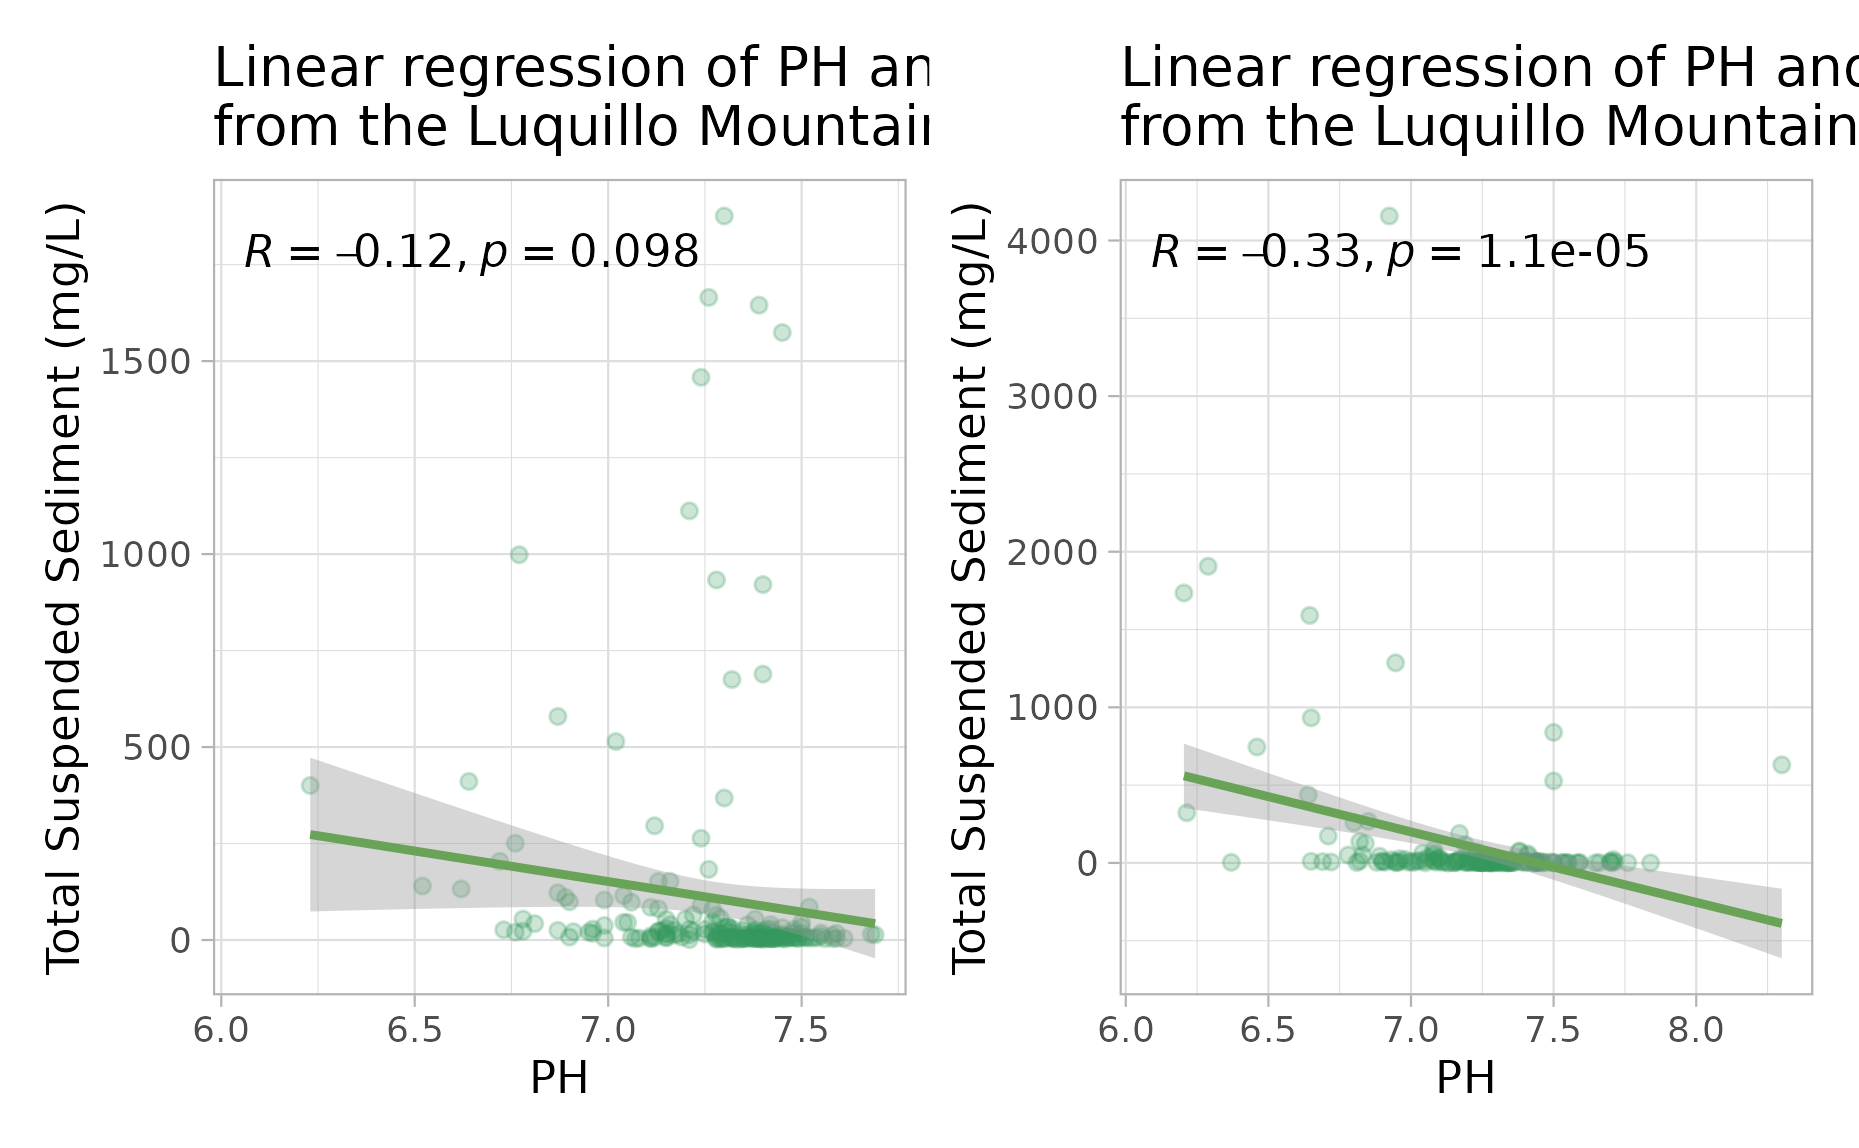 Linear regression of PH an
from the Luquillo Mountai
R = –0.12, p = 0.098
Total Suspended Sediment (mg/L)
1500
1000
500
0
6.0 6.5 7.0 7.5
PH
Linear regression of PH and
from the Luquillo Mountain
R = –0.33, p = 1.1e-05
Total Suspended Sediment (mg/L)
4000
3000
2000
1000
0
6.0 6.5 7.0 7.5 8.0
PH